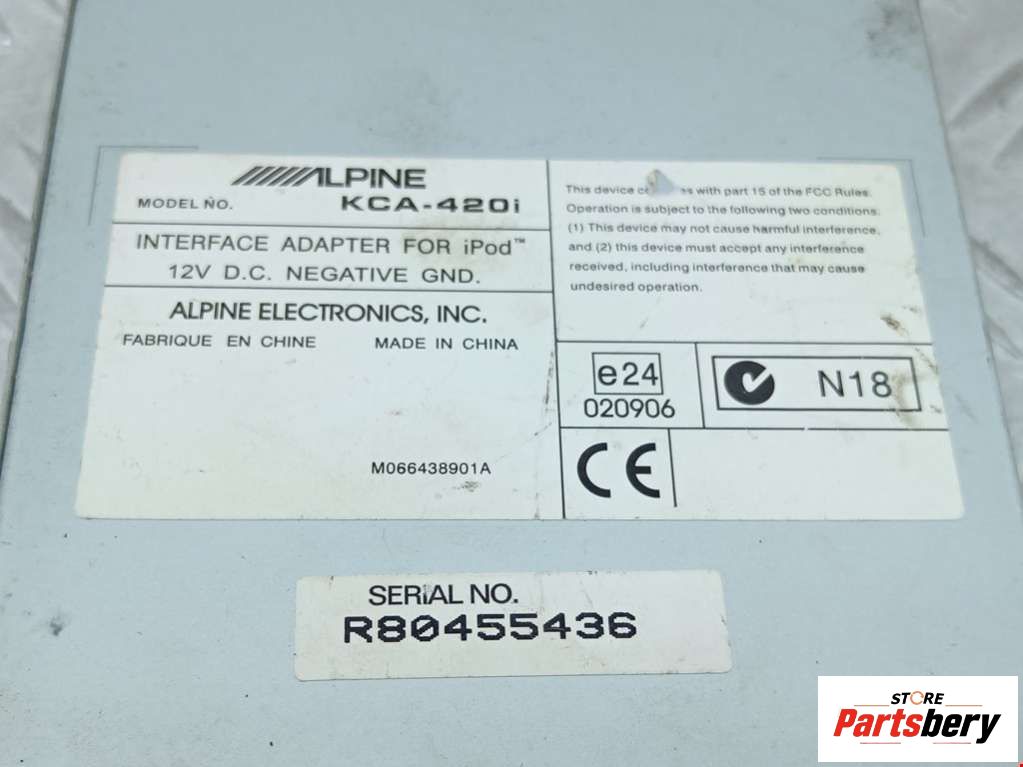 ALPINE
MODEL NO. KCA-420i
INTERFACE ADAPTER FOR iPod™
12V D.C. NEGATIVE GND.
ALPINE ELECTRONICS, INC.
FABRIQUE EN CHINE MADE IN CHINA
M066438901A
This device with part 15 of the FCC Rules.
Operation is subject to the following two conditions.
(1) This device may not cause harmful interference,
and (2) this device must accept any interference
received, including interference that may cause
undesired operation.
e24
020906
N18
CE
SERIAL NO.
R80455436
STORE
Partsbery